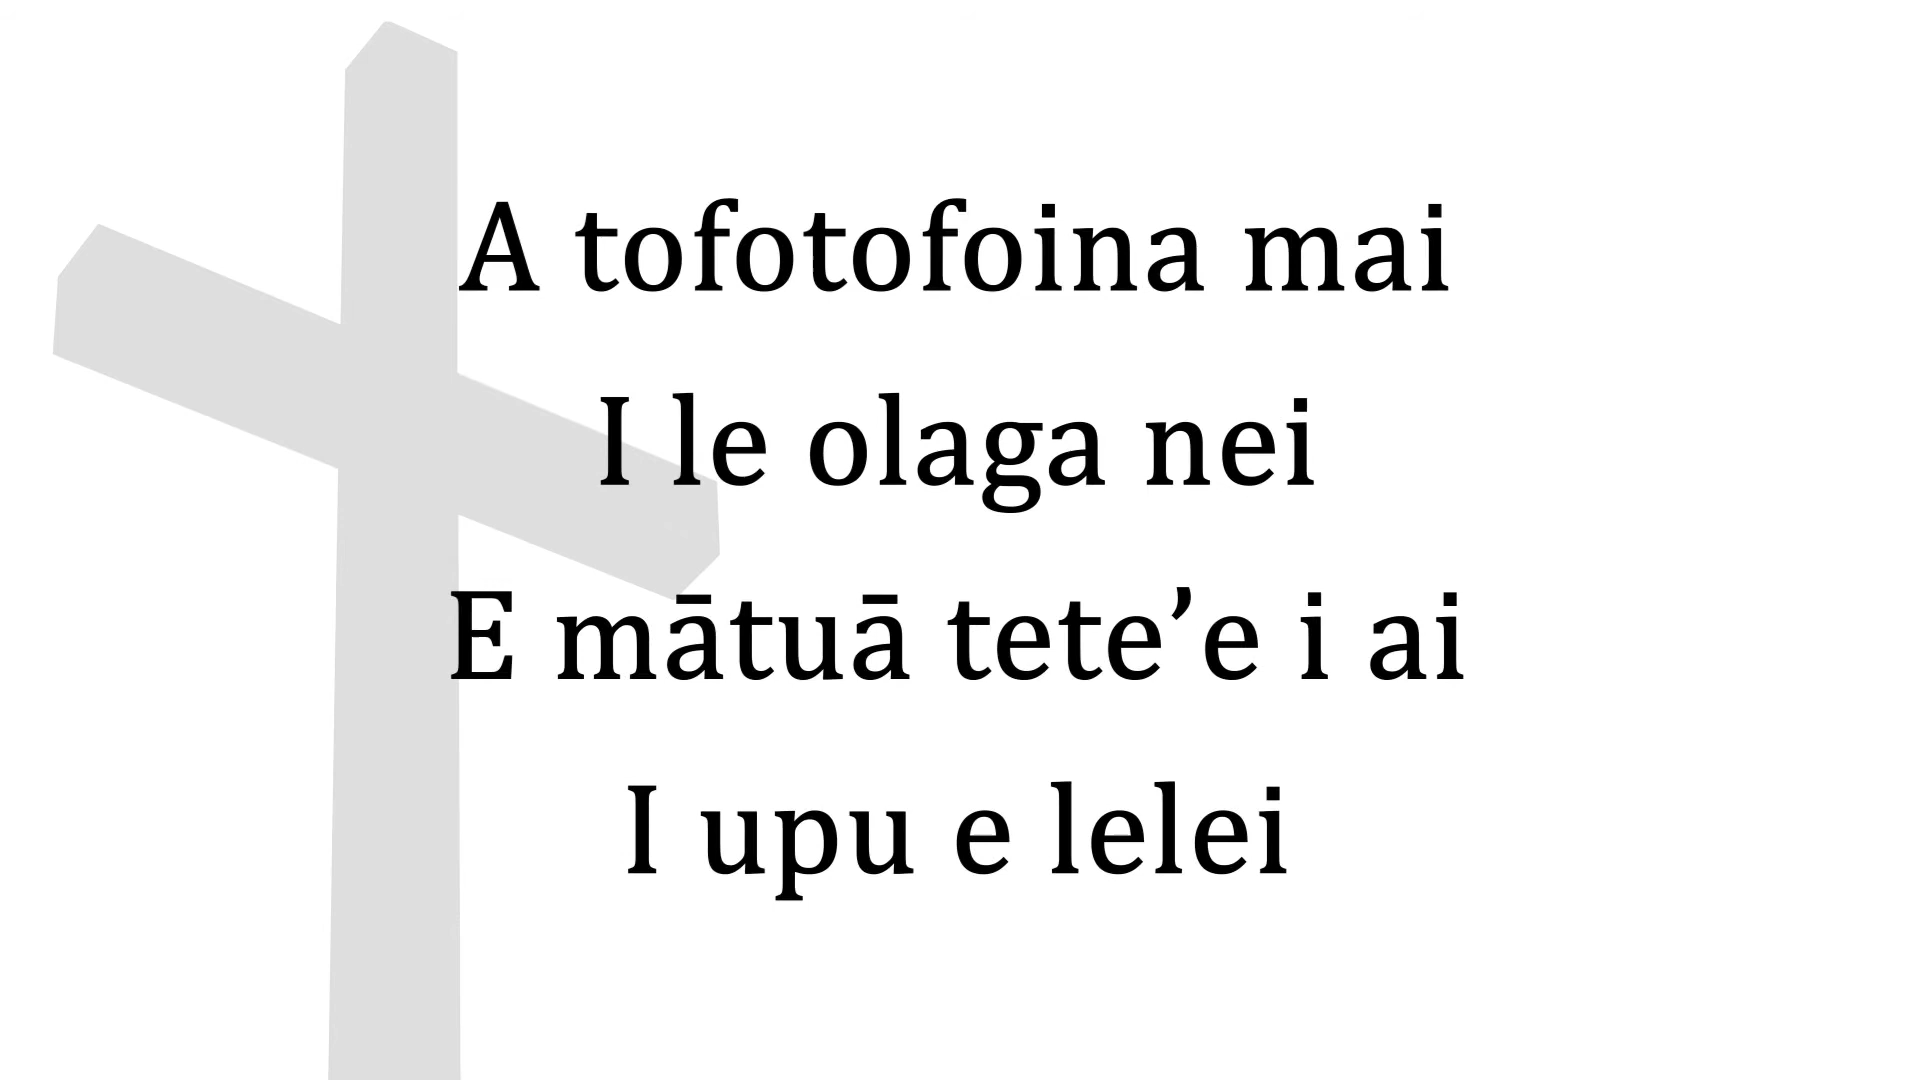 A tofotofoina mai
I le olaga nei
E mātuā tete’e i ai
I upu e lelei